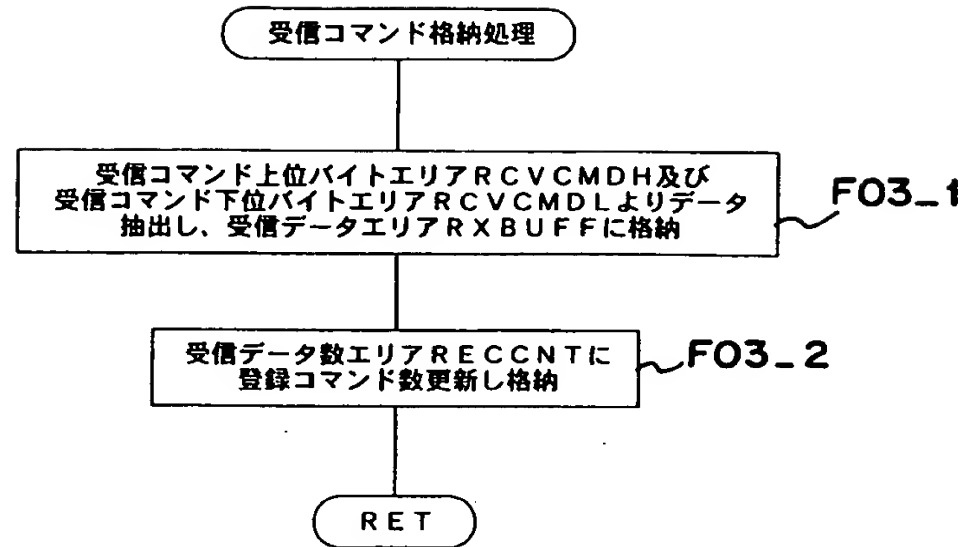 受信コマンド格納処理
受信コマンド上位バイトエリアRCVCMDH及び
受信コマンド下位バイトエリアRCVCMDLよりデータ
抽出し、受信データエリアRXBUFFに格納
F03_1
受信データ数エリアRECCNTに
登録コマンド数更新し格納
F03_2
RET